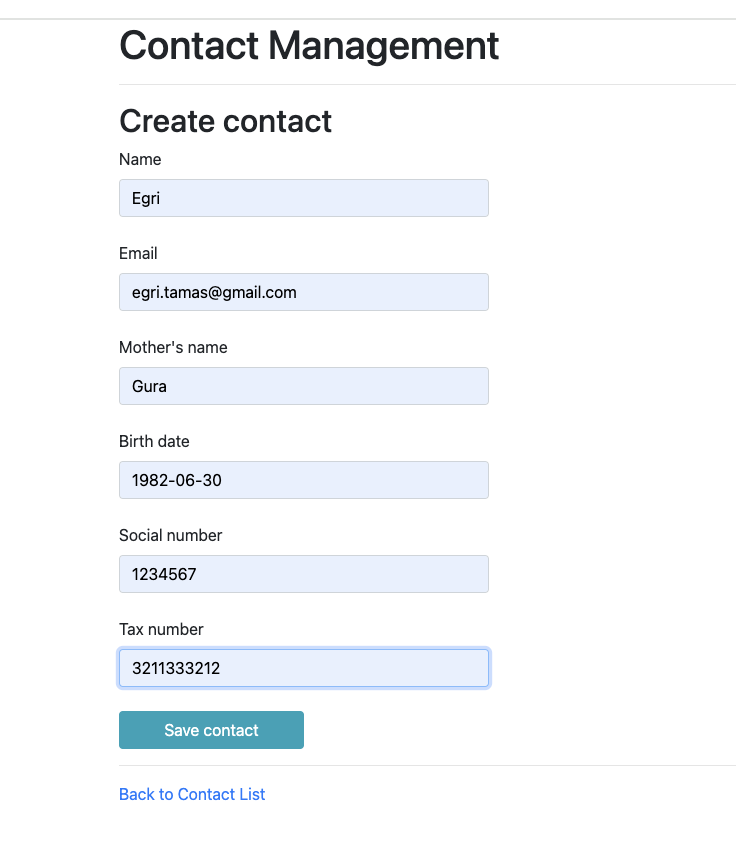 Contact Management
Create contact
Name
Egri
Email
egri.tamas@gmail.com
Mother's name
Gura
Birth date
1982-06-30
Social number
1234567
Tax number
3211333212
Save contact
Back to Contact List